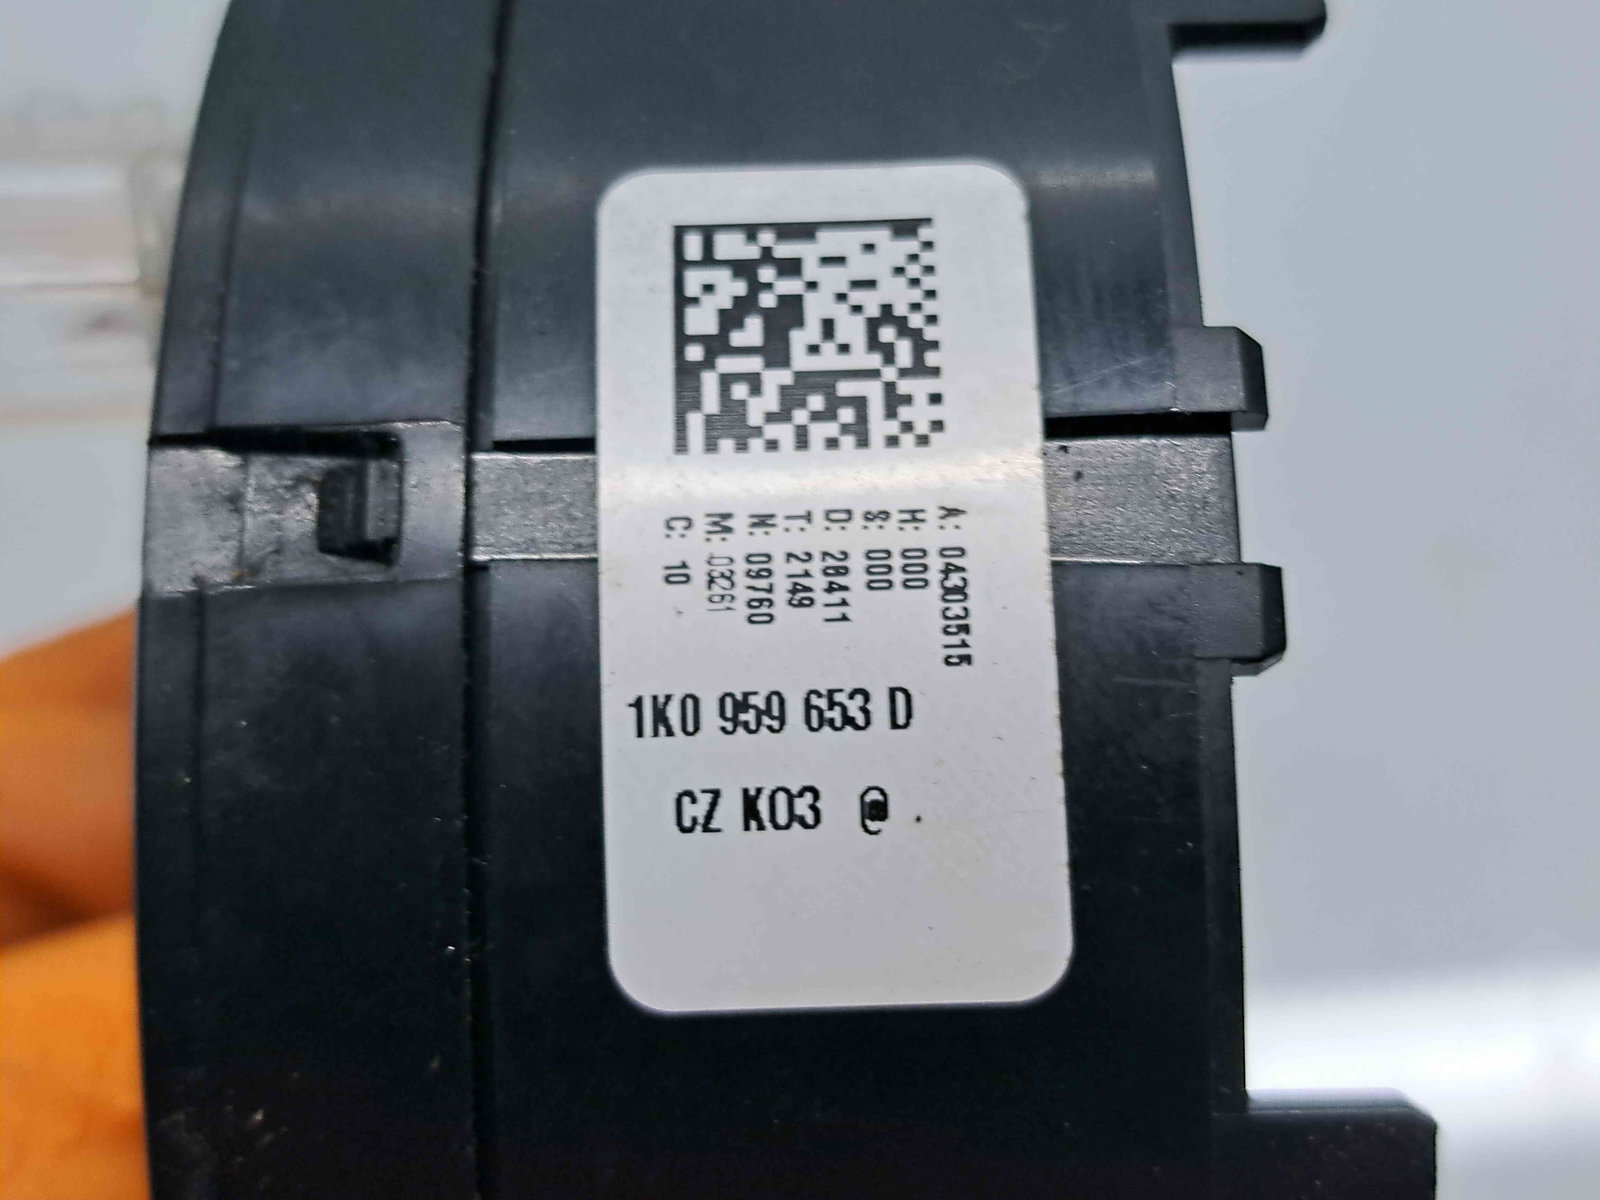 A: 04303515
H: 000
S: 000
D: 28411
T: 2149
N: 09760
M: 03261
C: 10
1K0 959 653 D
CZ K03 @ .